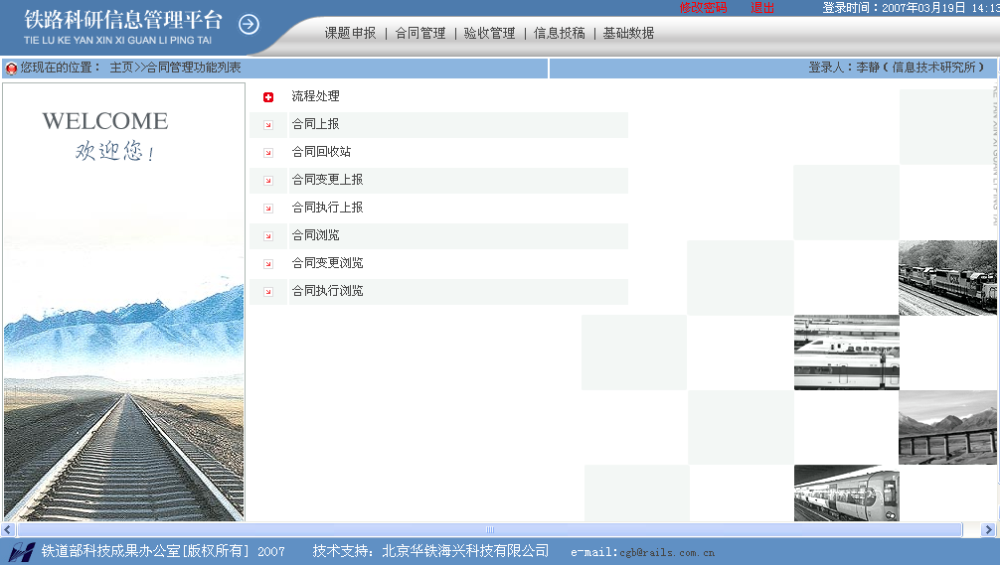 铁路科研信息管理平台
TIE LU KE YAN XIN XI GUAN LI PING TAI
修改密码 退出 登录时间：2007年03月19日 14:13
课题申报 | 合同管理 | 验收管理 | 信息投稿 | 基础数据
您现在的位置： 主页>>合同管理功能列表
登录人：李静（信息技术研究所）
WELCOME
欢迎您！
流程处理
合同上报
合同回收站
合同变更上报
合同执行上报
合同浏览
合同变更浏览
合同执行浏览
铁道部科技成果办公室[版权所有] 2007 技术支持：北京华铁海兴科技有限公司 e-mail:cgb@rails.com.cn